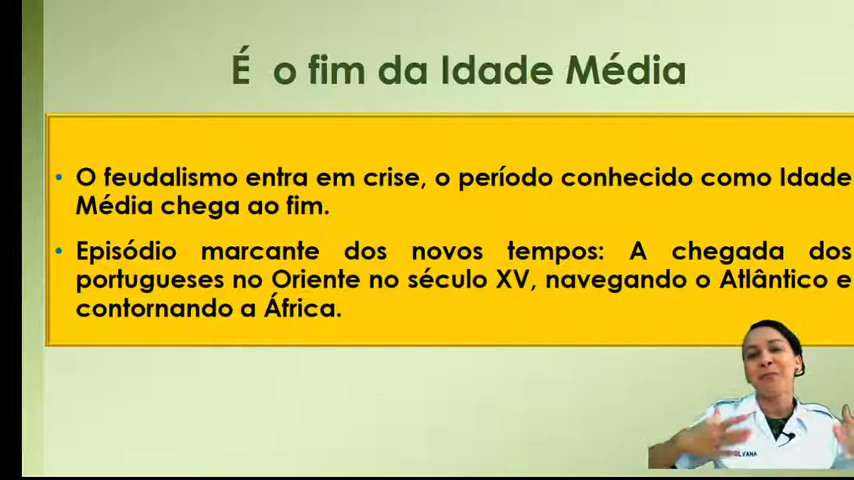 É o fim da Idade Média
• O feudalismo entra em crise, o período conhecido como Idade
Média chega ao fim.
• Episódio marcante dos novos tempos: A chegada dos
portugueses no Oriente no século XV, navegando o Atlântico e
contornando a África.